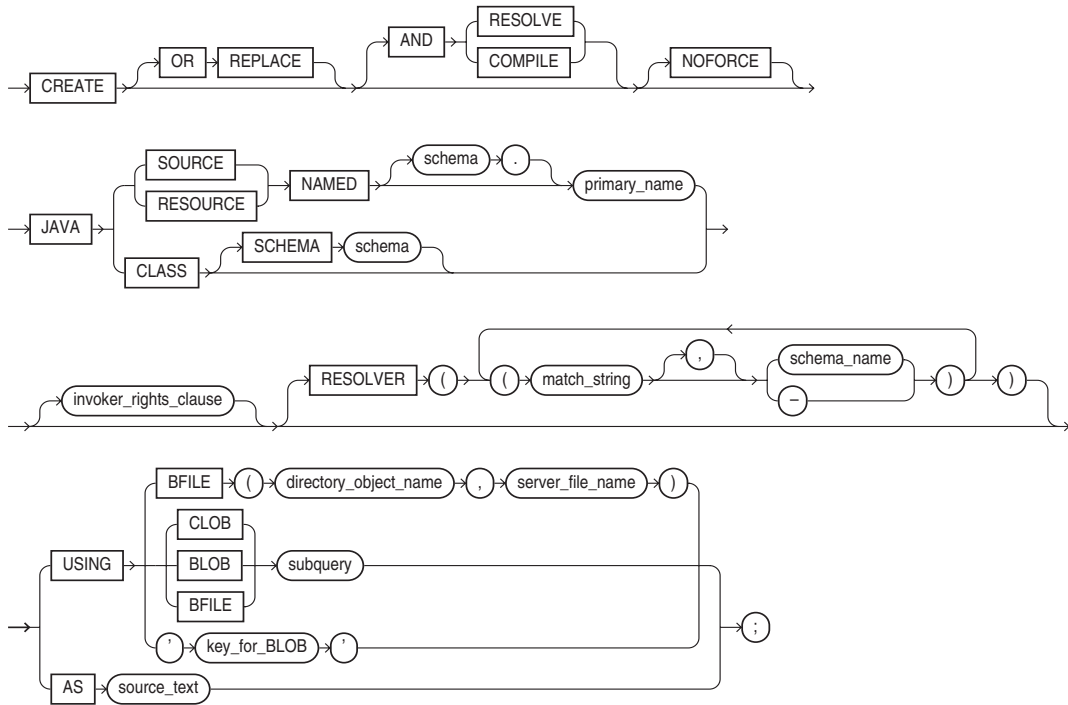 CREATE OR REPLACE AND RESOLVE COMPILE NOFORCE
JAVA SOURCE RESOURCE NAMED schema . primary_name
CLASS SCHEMA schema
invoker_rights_clause RESOLVER ( ( match_string , schema_name – ) )
USING BFILE ( directory_object_name , server_file_name )
CLOB
BLOB subquery
BFILE
' key_for_BLOB '
AS source_text ;